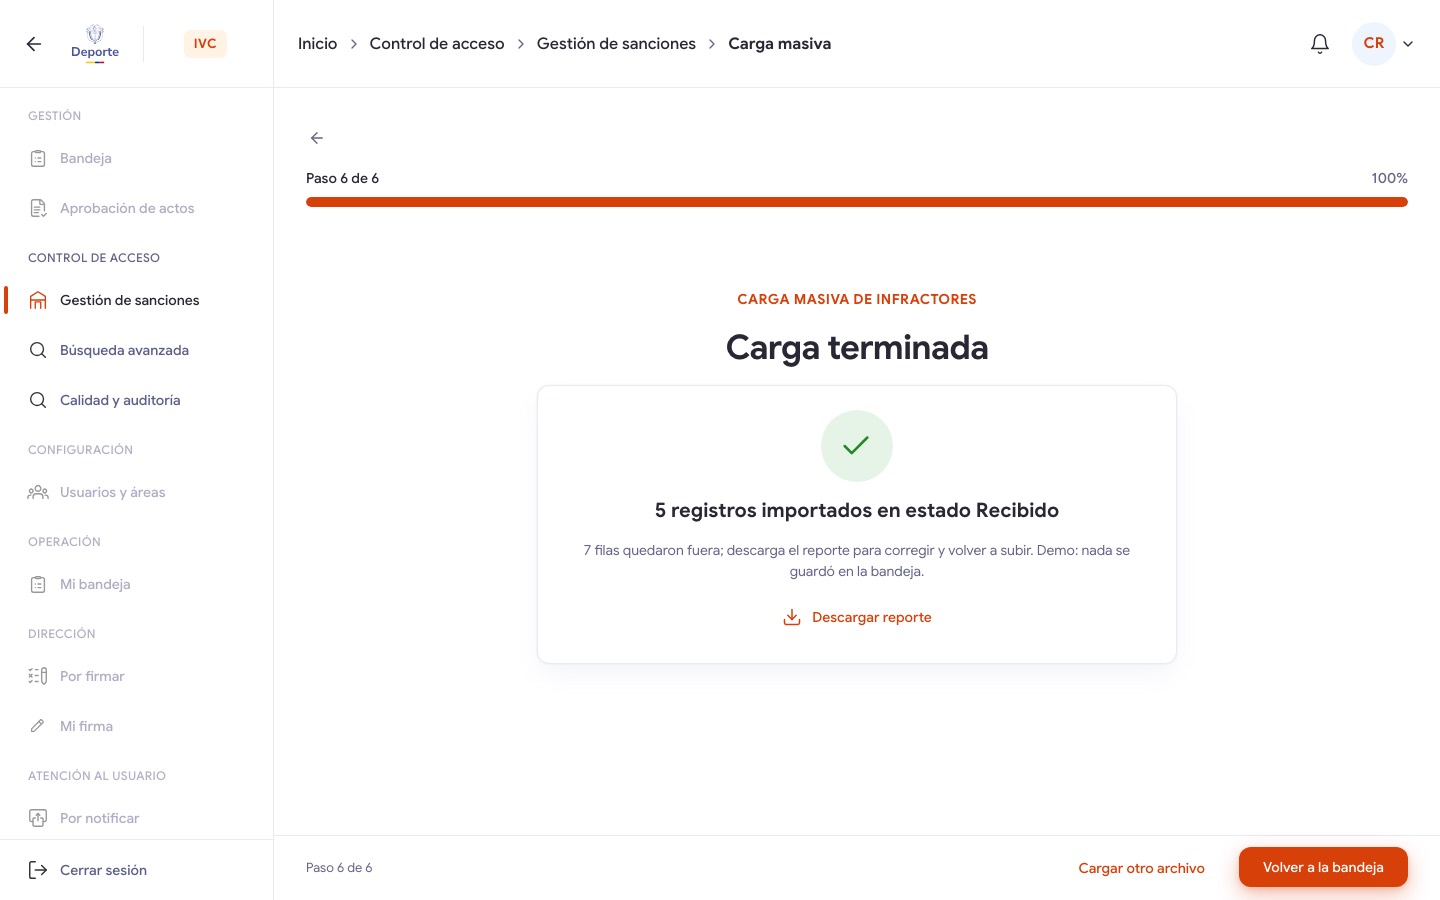 Deporte
IVC
Inicio > Control de acceso > Gestión de sanciones > Carga masiva
CR
GESTIÓN
Bandeja
Aprobación de actos
CONTROL DE ACCESO
Gestión de sanciones
Búsqueda avanzada
Calidad y auditoría
CONFIGURACIÓN
Usuarios y áreas
OPERACIÓN
Mi bandeja
DIRECCIÓN
Por firmar
Mi firma
ATENCIÓN AL USUARIO
Por notificar
Cerrar sesión
Paso 6 de 6
100%
CARGA MASIVA DE INFRACTORES
Carga terminada
5 registros importados en estado Recibido
7 filas quedaron fuera; descarga el reporte para corregir y volver a subir. Demo: nada se
guardó en la bandeja.
Descargar reporte
Paso 6 de 6
Cargar otro archivo
Volver a la bandeja